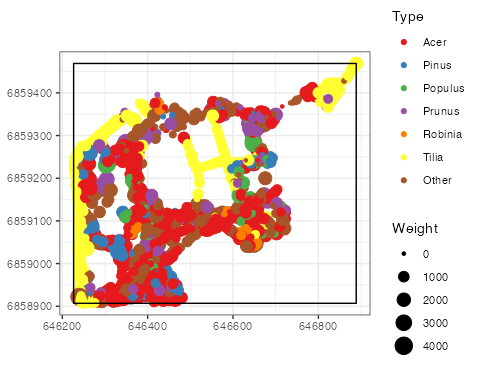 Type
Acer
Pinus
Populus
Prunus
Robinia
Tilia
Other
Weight
0
1000
2000
3000
4000
6859400
6859300
6859200
6859100
6859000
6858900
646200 646400 646600 646800